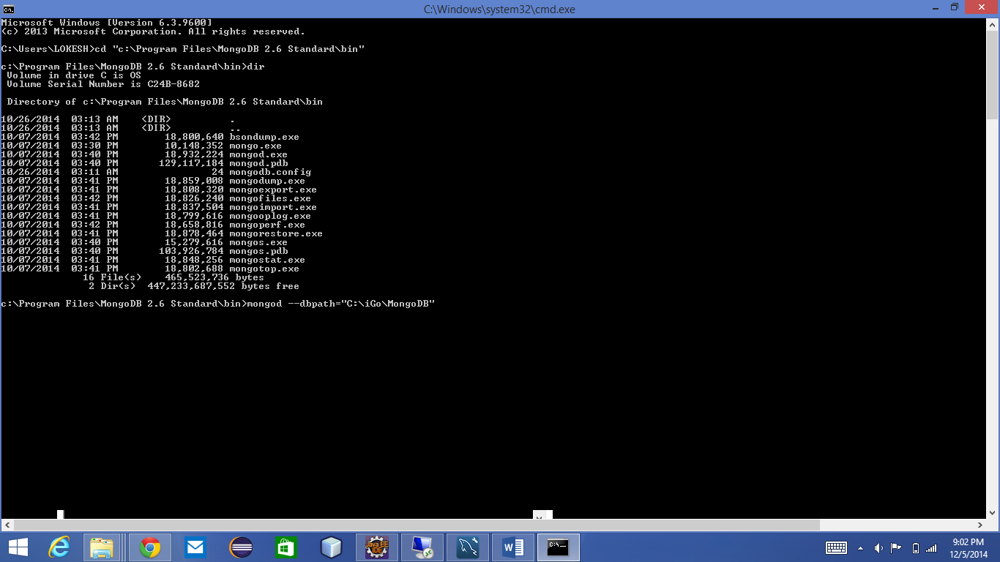 C:\Windows\system32\cmd.exe
Microsoft Windows [Version 6.3.9600]
(c) 2013 Microsoft Corporation. All rights reserved.
C:\Users\LOKESH>cd "c:\Program Files\MongoDB 2.6 Standard\bin"
c:\Program Files\MongoDB 2.6 Standard\bin>dir
Volume in drive C is OS
Volume Serial Number is C24B-8682
Directory of c:\Program Files\MongoDB 2.6 Standard\bin
10/26/2014  03:13 AM    <DIR>          .
10/26/2014  03:13 AM    <DIR>          ..
10/07/2014  03:42 PM        18,800,640 bsondump.exe
10/07/2014  03:30 PM        10,148,352 mongo.exe
10/07/2014  03:40 PM        18,932,224 mongod.exe
10/07/2014  03:40 PM       129,117,184 mongod.pdb
10/26/2014  03:11 AM                24 mongodb.config
10/07/2014  03:41 PM        18,859,008 mongodump.exe
10/07/2014  03:41 PM        18,808,320 mongoexport.exe
10/07/2014  03:42 PM        18,826,240 mongofiles.exe
10/07/2014  03:41 PM        18,837,504 mongoimport.exe
10/07/2014  03:41 PM        18,799,616 mongooplog.exe
10/07/2014  03:42 PM        18,658,816 mongoperf.exe
10/07/2014  03:41 PM        18,878,464 mongorestore.exe
10/07/2014  03:40 PM        15,279,616 mongos.exe
10/07/2014  03:40 PM       103,926,784 mongos.pdb
10/07/2014  03:41 PM        18,848,256 mongostat.exe
10/07/2014  03:41 PM        18,802,688 mongotop.exe
16 File(s)    465,523,736 bytes
2 Dir(s)  447,233,687,552 bytes free
c:\Program Files\MongoDB 2.6 Standard\bin>mongod --dbpath="C:\iGo\MongoDB"
Java EE
IDE
C:\_
9:02 PM
12/5/2014